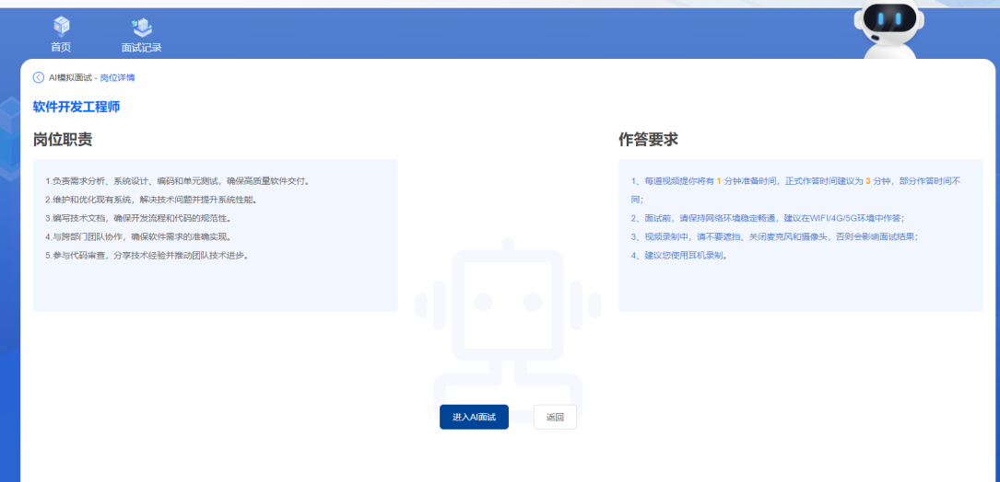 首页
面试记录
AI模拟面试 - 岗位详情
软件开发工程师
岗位职责
1.负责需求分析、系统设计、编码和单元测试，确保高质量软件交付。
2.维护和优化现有系统，解决技术问题并提升系统性能。
3.编写技术文档，确保开发流程和代码的规范性。
4.与跨部门团队协作，确保软件需求的准确实现。
5.参与代码审查，分享技术经验并推动团队技术进步。
作答要求
1、每道视频提你将有 1 分钟准备时间，正式作答时间建议为 3 分钟，部分作答时间不
同；
2、面试前，请保持网络环境稳定畅通，建议在WIFI/4G/5G环境中作答；
3、视频录制中，请不要遮挡、关闭麦克风和摄像头，否则会影响面试结果；
4、建议您使用耳机录制。
进入AI面试
返回